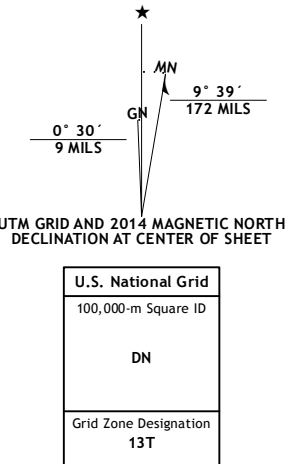 ★
MN
GN
9° 39´
172 MILS
0° 30´
9 MILS
UTM GRID AND 2014 MAGNETIC NORTH
DECLINATION AT CENTER OF SHEET
U.S. National Grid
100,000-m Square ID
DN
Grid Zone Designation
13T